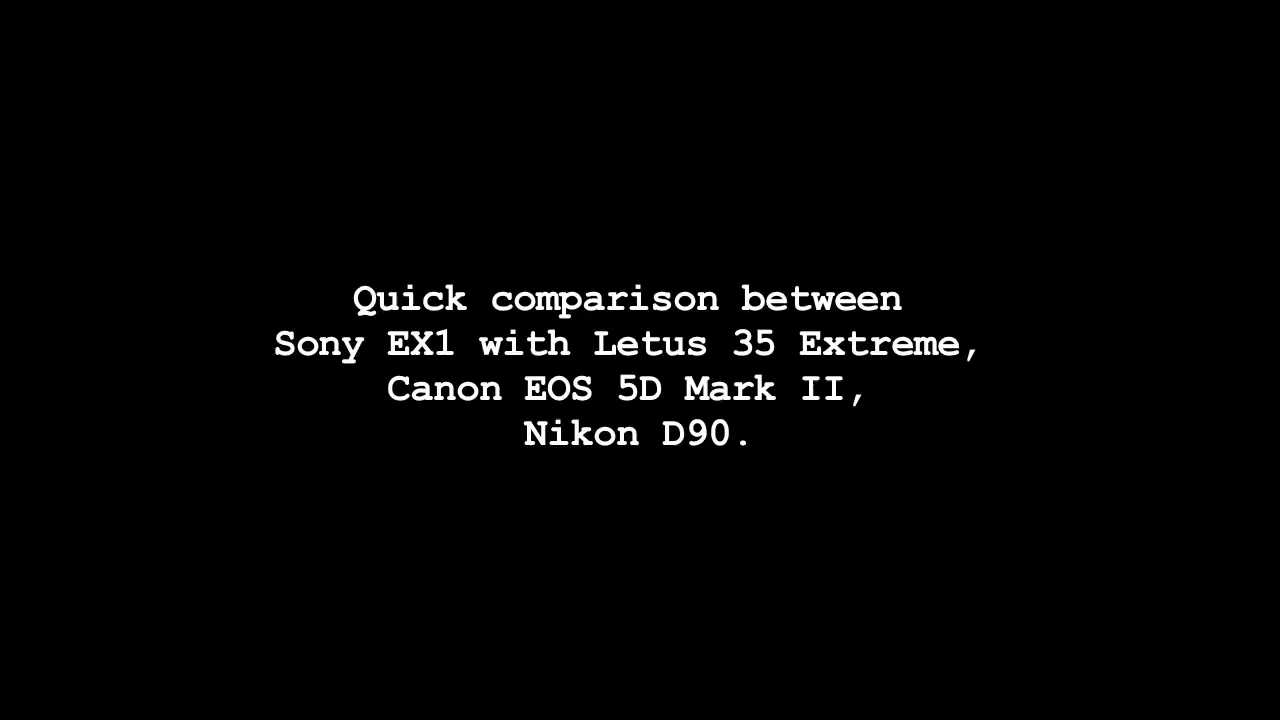 Quick comparison between
Sony EX1 with Letus 35 Extreme,
Canon EOS 5D Mark II,
Nikon D90.